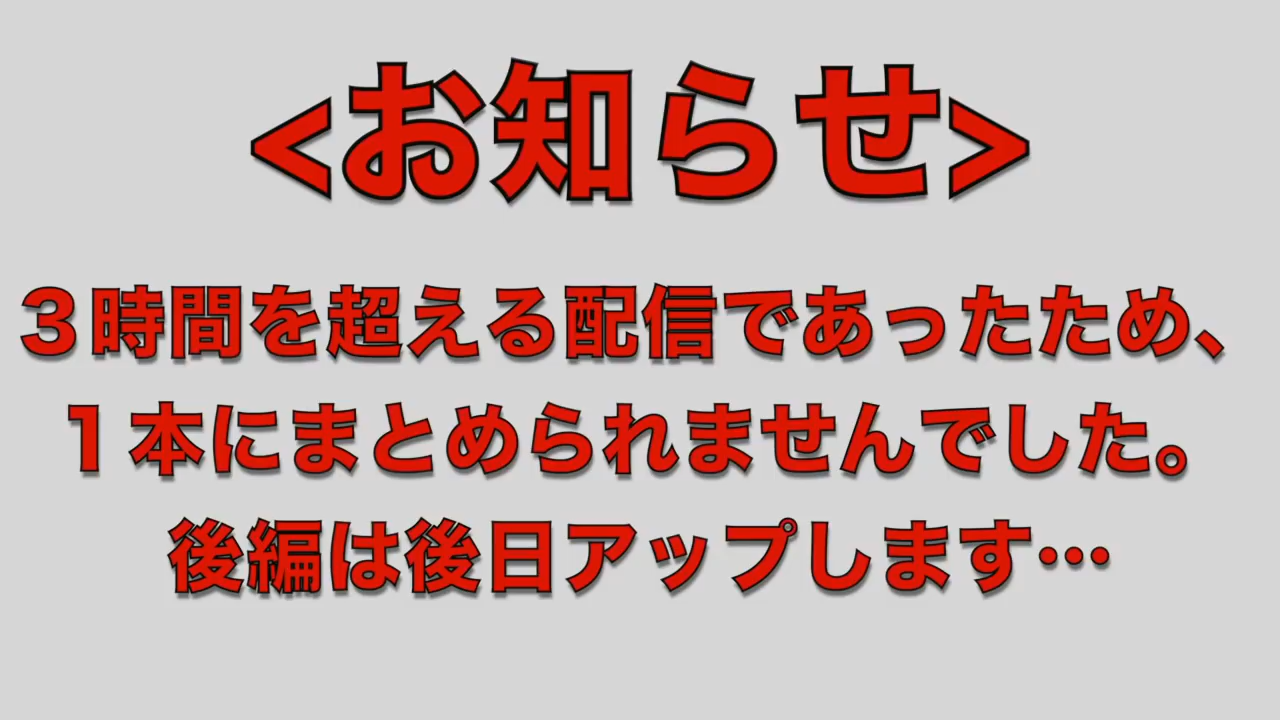 <お知らせ>
３時間を超える配信であったため、
１本にまとめられませんでした。
後編は後日アップします…